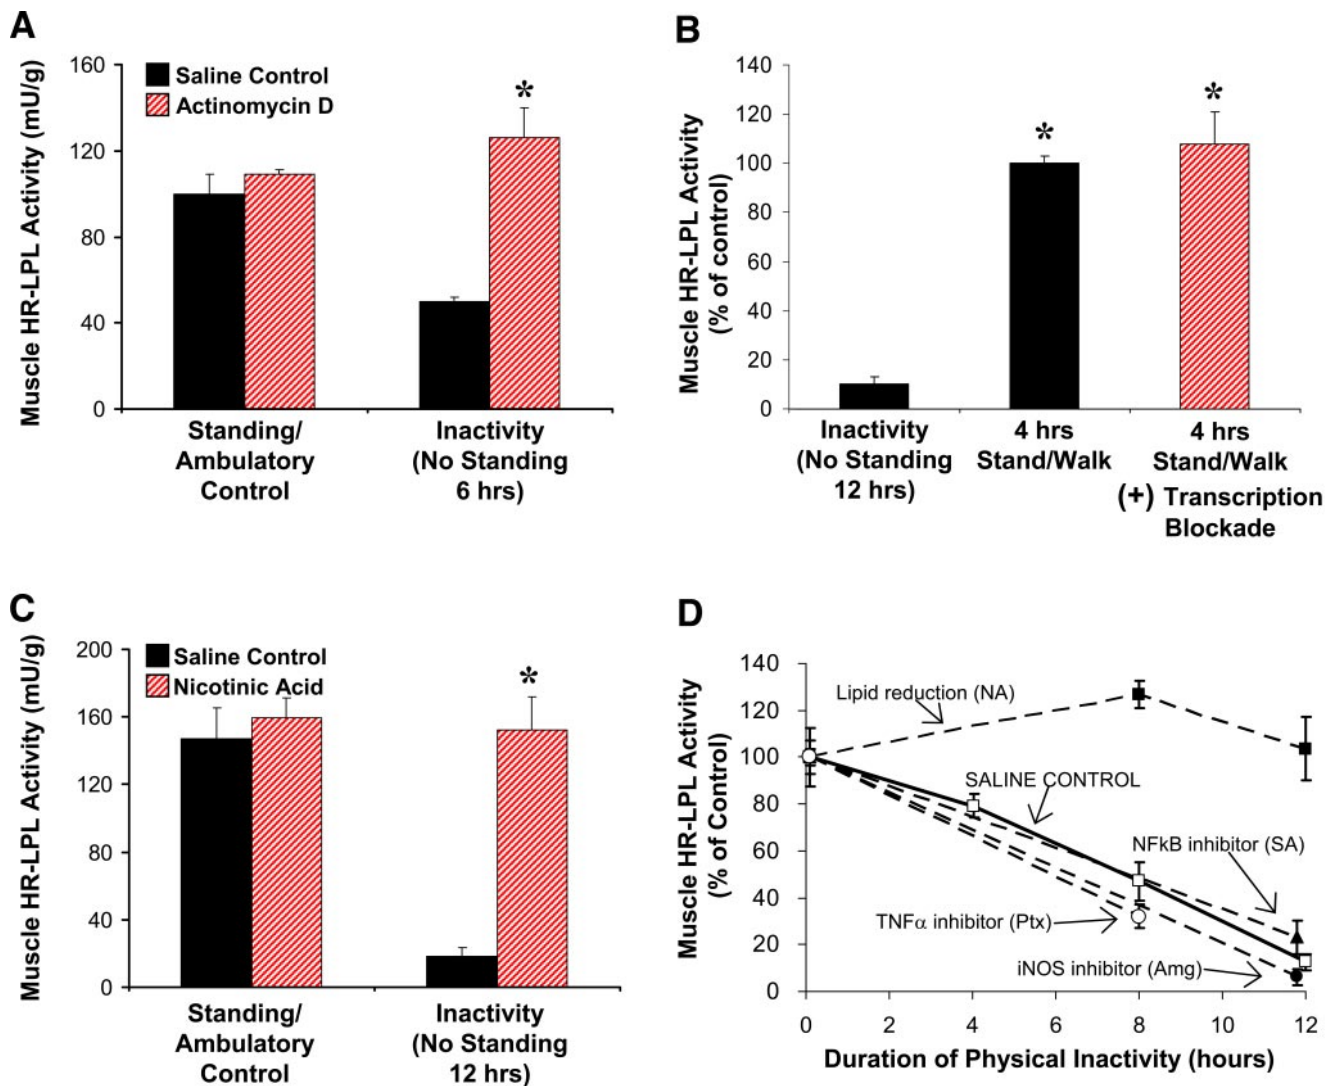 A
Muscle HR-LPL Activity (mU/g)
160
120
80
40
0
Saline Control
Actinomycin D
*
Standing/
Ambulatory
Control
Inactivity
(No Standing
6 hrs)
B
Muscle HR-LPL Activity
(% of control)
140
120
100
80
60
40
20
0
*
*
Inactivity
(No Standing
12 hrs)
4 hrs
Stand/Walk
4 hrs
Stand/Walk
(+) Transcription
Blockade
C
Muscle HR-LPL Activity (mU/g)
200
160
120
80
40
0
Saline Control
Nicotinic Acid
*
Standing/
Ambulatory
Control
Inactivity
(No Standing
12 hrs)
D
Muscle HR-LPL Activity
(% of Control)
140
120
100
80
60
40
20
0
Lipid reduction (NA)
SALINE CONTROL
NFkB inhibitor (SA)
TNFα inhibitor (Ptx)
iNOS inhibitor (Amg)
0 2 4 6 8 10 12
Duration of Physical Inactivity (hours)